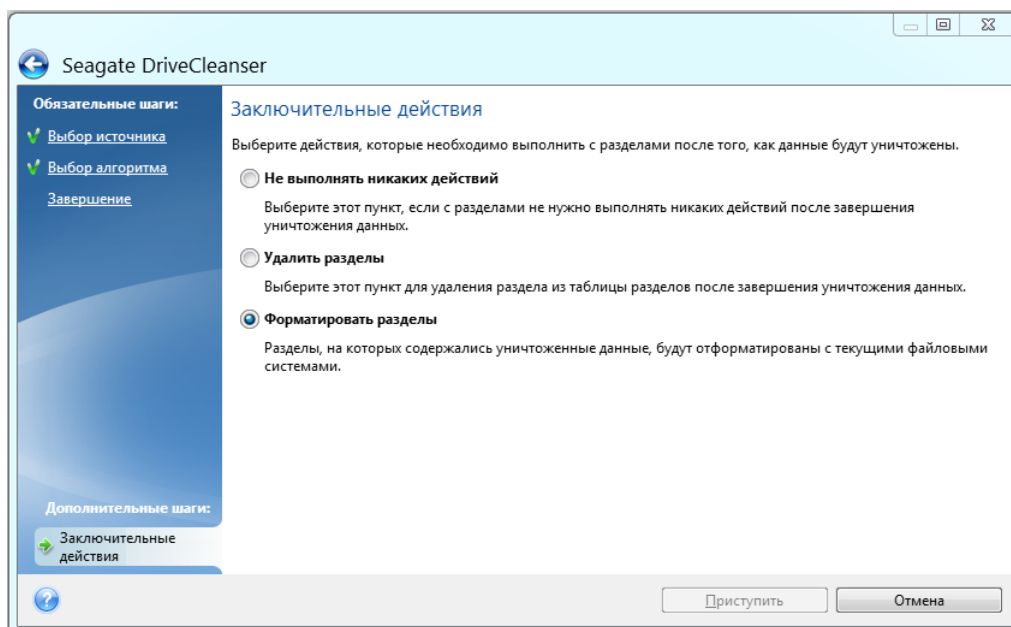 Seagate DriveCleanser
Обязательные шаги:
Выбор источника
Выбор алгоритма
Завершение
Заключительные действия
Выберите действия, которые необходимо выполнить с разделами после того, как данные будут уничтожены.
Не выполнять никаких действий
Выберите этот пункт, если с разделами не нужно выполнять никаких действий после завершения
уничтожения данных.
Удалить разделы
Выберите этот пункт для удаления раздела из таблицы разделов после завершения уничтожения данных.
Форматировать разделы
Разделы, на которых содержались уничтоженные данные, будут отформатированы с текущими файловыми
системами.
Дополнительные шаги:
Заключительные
действия
?
Приступить
Отмена